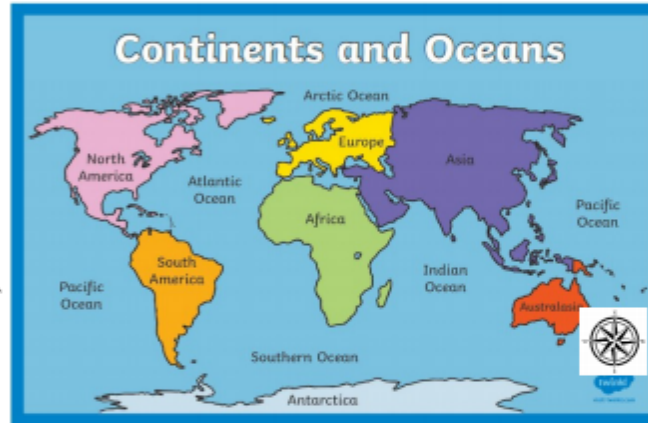 Continents and Oceans
Arctic Ocean
North
America
Europe
Asia
Atlantic
Ocean
Pacific
Ocean
Africa
South
America
Indian
Ocean
Pacific
Ocean
Australasia
Southern Ocean
Antarctica
twinkl